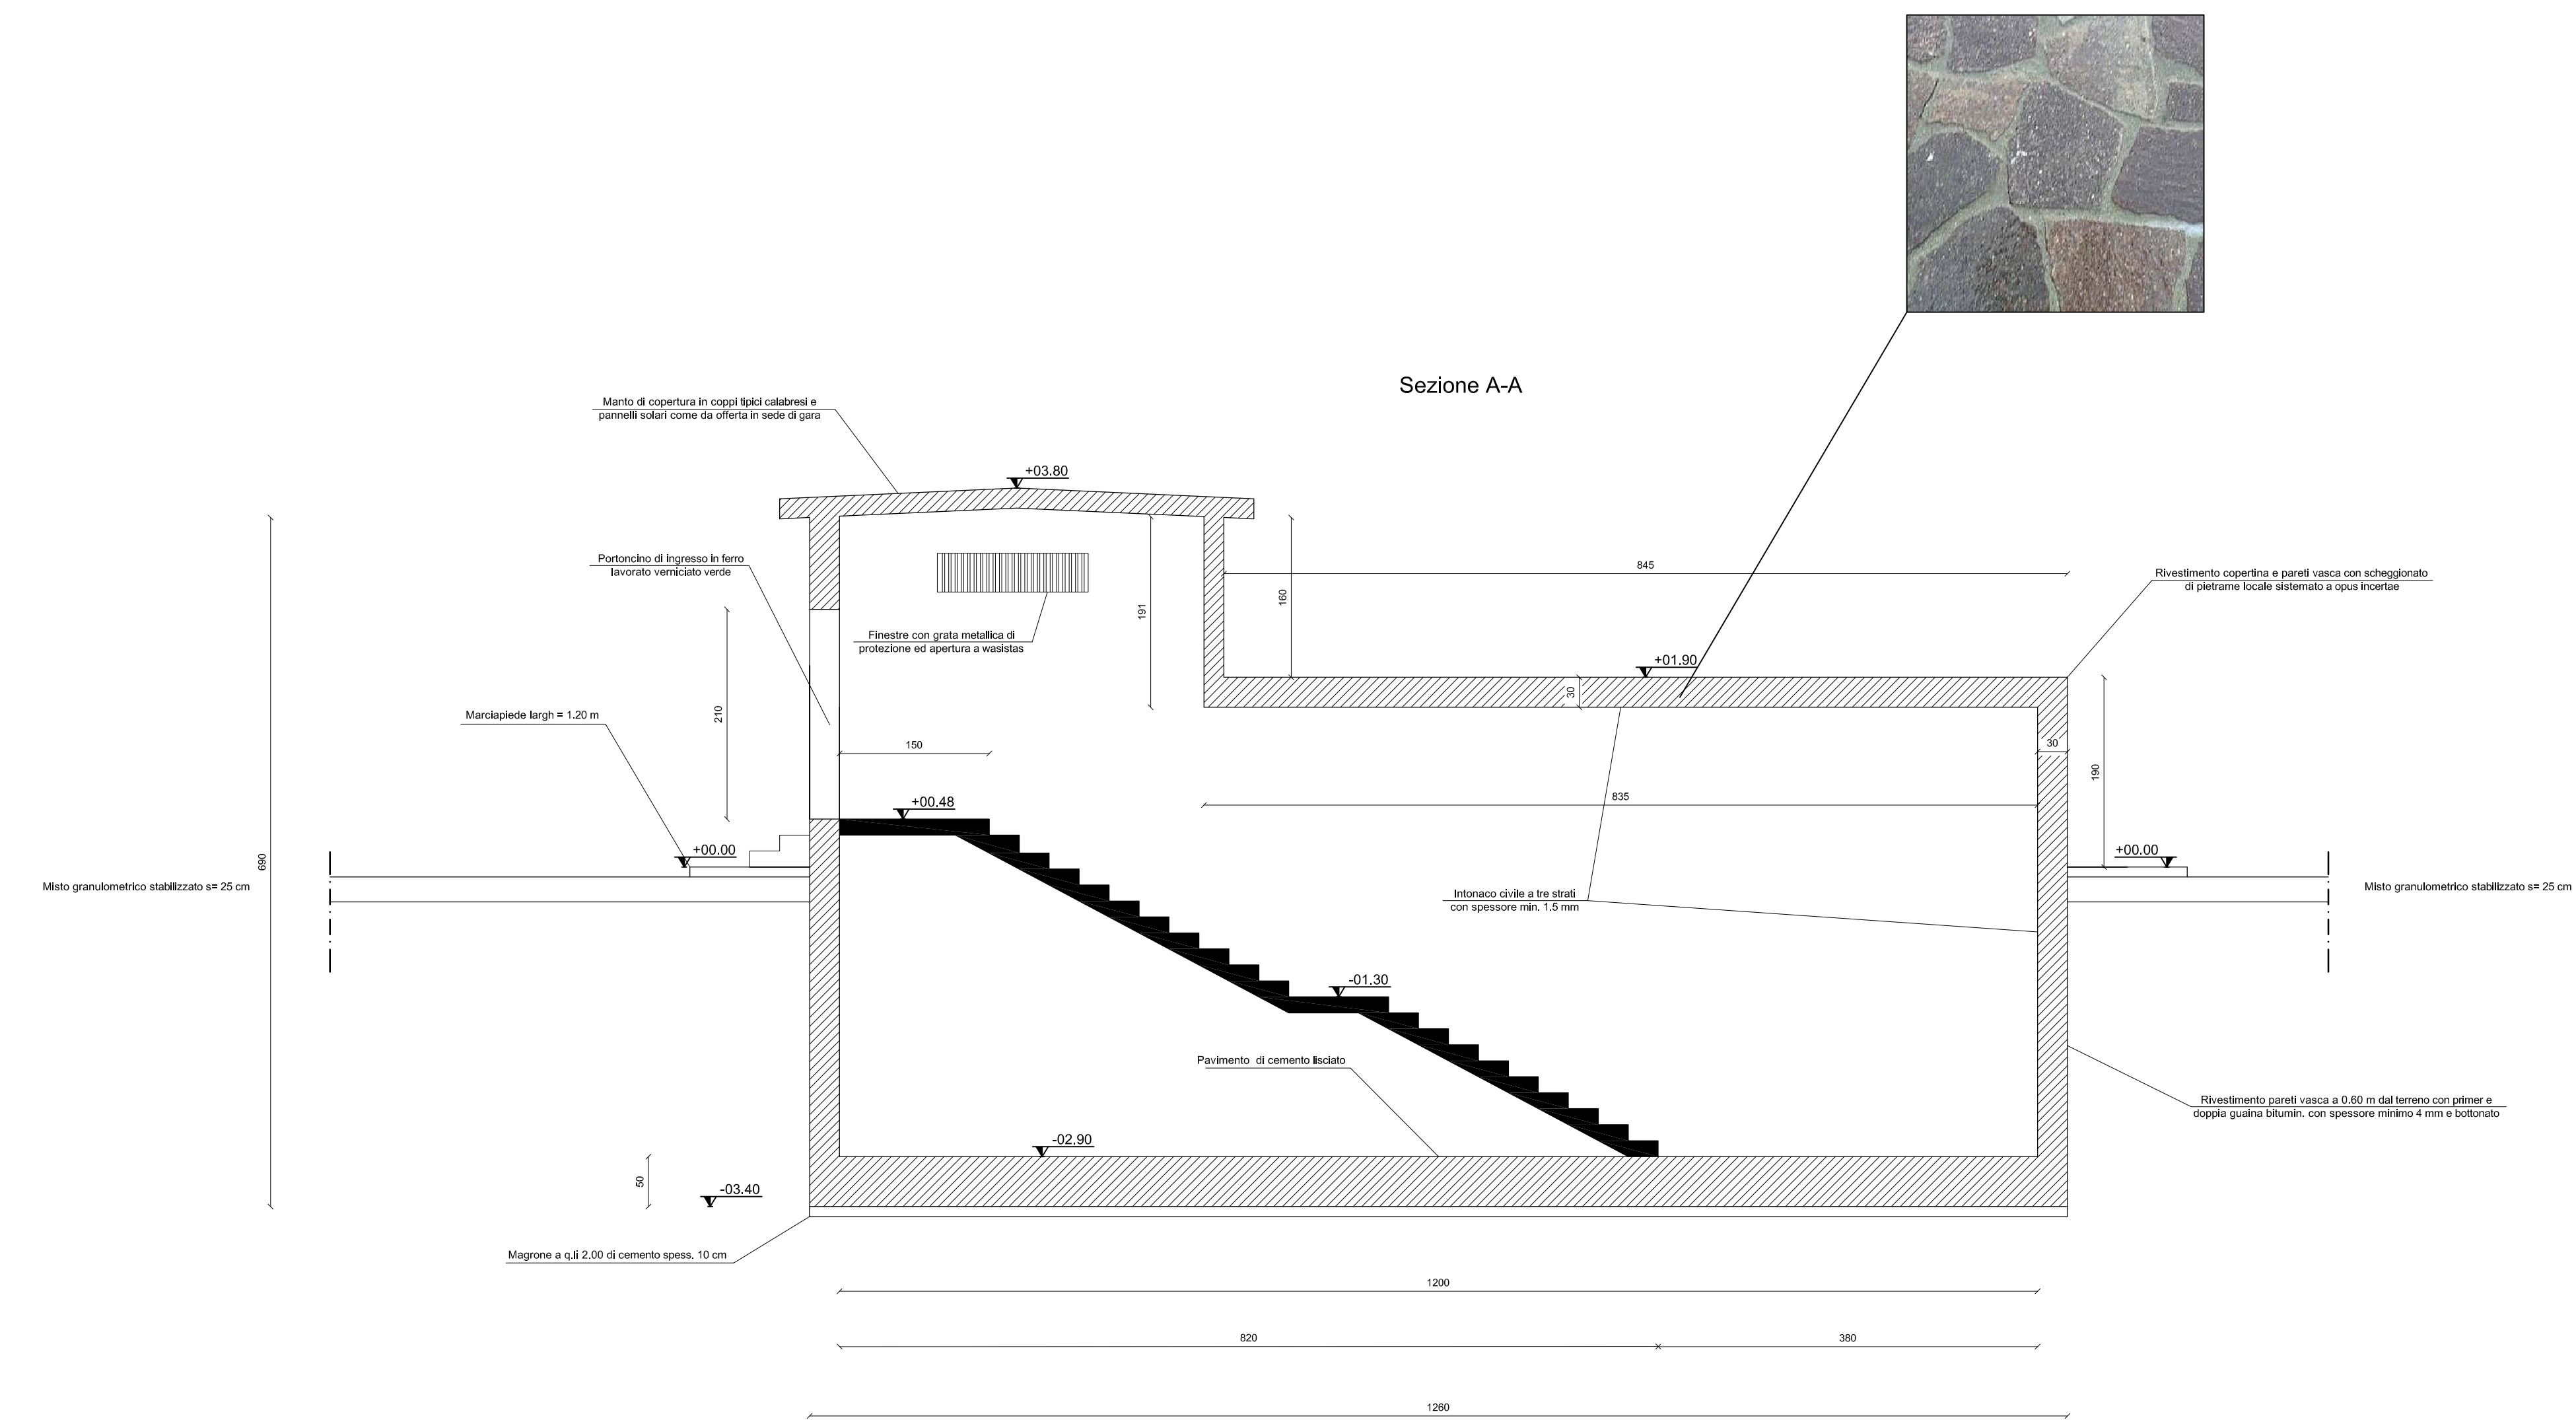 Sezione A-A
Manto di copertura in coppi tipici calabresi e
pannelli solari come da offerta in sede di gara
+03.80
Portoncino di ingresso in ferro
lavorato verniciato verde
845
Rivestimento copertina e pareti vasca con scheggionato
di pietrame locale sistemato a opus incertae
160
191
Finestre con grata metallica di
protezione ed apertura a wasistas
+01.90
30
Marciapiede largh = 1.20 m
210
150
30
190
835
+00.48
+00.00
+00.00
690
Misto granulometrico stabilizzato s= 25 cm
Misto granulometrico stabilizzato s= 25 cm
Intonaco civile a tre strati
con spessore min. 1.5 mm
-01.30
Pavimento di cemento lisciato
Rivestimento pareti vasca a 0.60 m dal terreno con primer e
doppia guaina bitumin. con spessore minimo 4 mm e bottonato
-02.90
50
-03.40
Magrone a q.li 2.00 di cemento spess. 10 cm
1200
820
380
1260